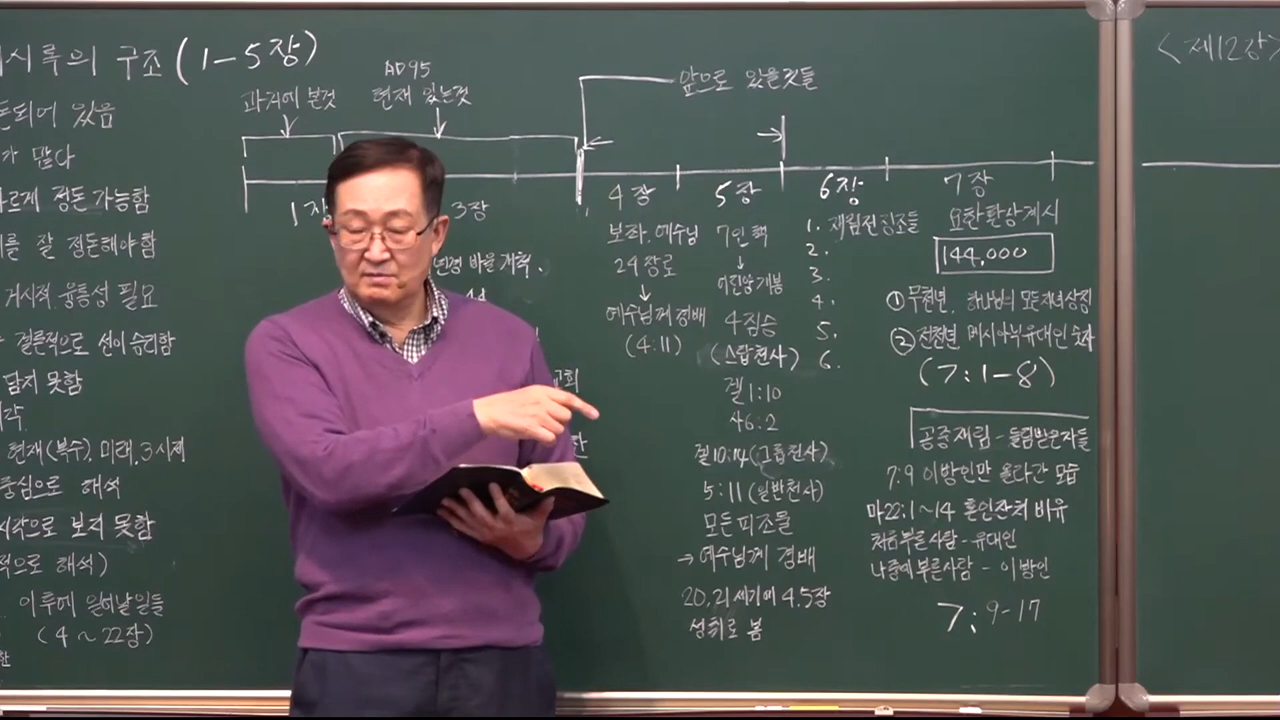 시록의 구조 (1-5장)
돈되어 있음
가 많다
르게 정돈 가능함
를 잘 정돈해야함
거시적, 융통성 필요
결론적으로 선이 승리함
담지 못함
현재(복수), 미래, 3시제
중심으로 해석
시각으로 보지 못함
적으로 해석)
이후에 일어날일들
(4~22장)
과거에 본것
AD95
현재 있는것
앞으로 있을것들
3장
4장
보좌, 예수님
24장로
↓
예수님께 경배
(4:11)
5장
7인 책
↓
어린양 개봉
4짐승
(스랍천사)
겔1:10
사6:2
겔10:14(그룹천사)
5:11(일반천사)
모든피조물
→예수님께 경배
20,21세기에 4,5장
성취로 봄
6장
1. 재림전 징조들
2.
3.
4.
5.
6.
7장
요한 환상계시
144,000
① 무천년, 하나님의 모든자녀상징
② 전천년 메시아닉유대인 숫자
(7:1-8)
공중재림 - 들림받은자들
7:9 이방인만 올라간 모습
마22:1~14 혼인잔치 비유
처음부른사람 - 유대인
나중에부른사람 - 이방인
7:9-17
<제12강>